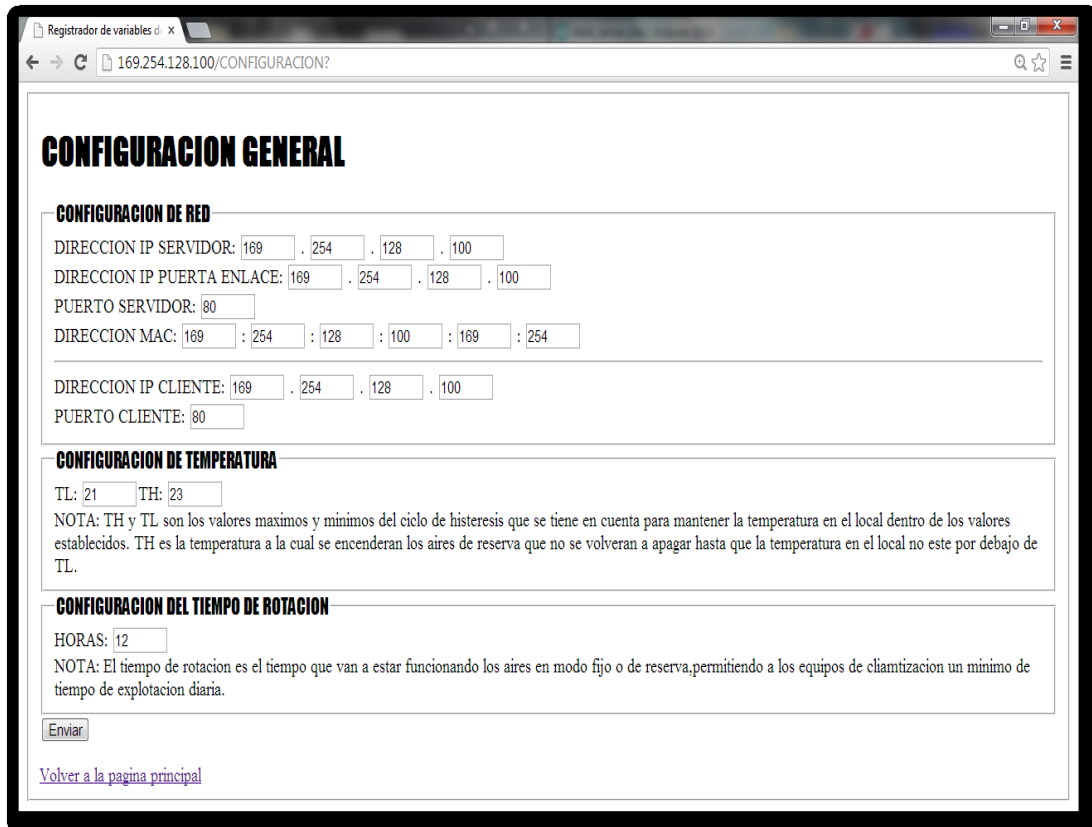 Registrador de variables d
169.254.128.100/CONFIGURACION?
CONFIGURACION GENERAL
CONFIGURACION DE RED
DIRECCION IP SERVIDOR: 169 . 254 . 128 . 100
DIRECCION IP PUERTA ENLACE: 169 . 254 . 128 . 100
PUERTO SERVIDOR: 80
DIRECCION MAC: 169 : 254 : 128 : 100 : 169 : 254
DIRECCION IP CLIENTE: 169 . 254 . 128 . 100
PUERTO CLIENTE: 80
CONFIGURACION DE TEMPERATURA
TL: 21 TH: 23
NOTA: TH y TL son los valores maximos y minimos del ciclo de histeresis que se tiene en cuenta para mantener la temperatura en el local dentro de los valores
establecidos. TH es la temperatura a la cual se encenderan los aires de reserva que no se volveran a apagar hasta que la temperatura en el local no este por debajo de
TL.
CONFIGURACION DEL TIEMPO DE ROTACION
HORAS: 12
NOTA: El tiempo de rotacion es el tiempo que van a estar funcionando los aires en modo fijo o de reserva,permitiendo a los equipos de cliamtizacion un minimo de
tiempo de explotacion diaria.
Enviar
Volver a la pagina principal